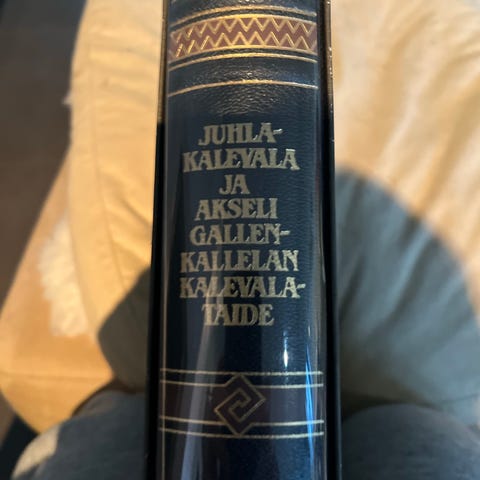 JUHLA-
KALEVALA
JA
AKSELI
GALLEN-
KALLELAN
KALEVALA-
TAIDE